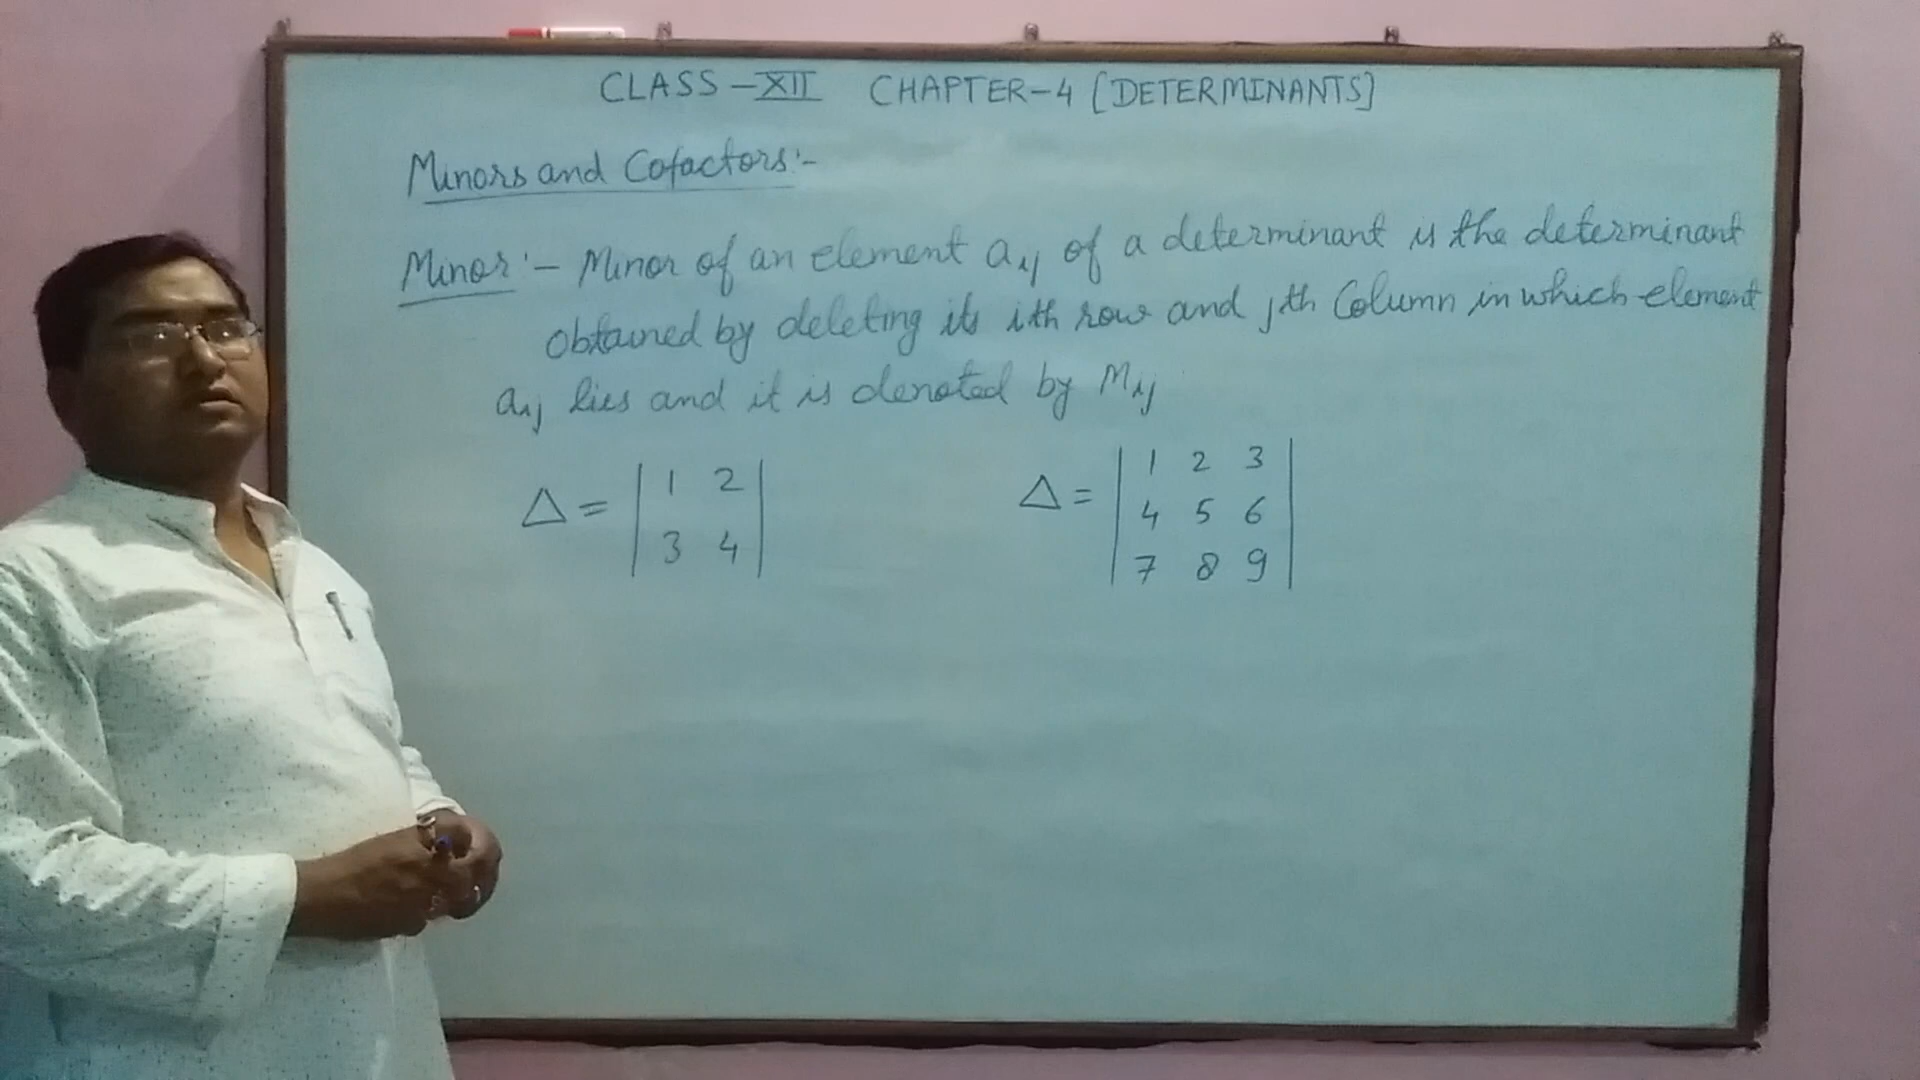 CLASS-XII CHAPTER-4 [DETERMINANTS]
Minors and Cofactors:-
Minor:- Minor of an element aij of a determinant is the determinant
obtained by deleting its ith row and jth Column in which element
aij lies and it is denoted by Mij
Δ = | 1 2 | Δ = | 1 2 3 |
| 3 4 | | 4 5 6 |
| 7 8 9 |